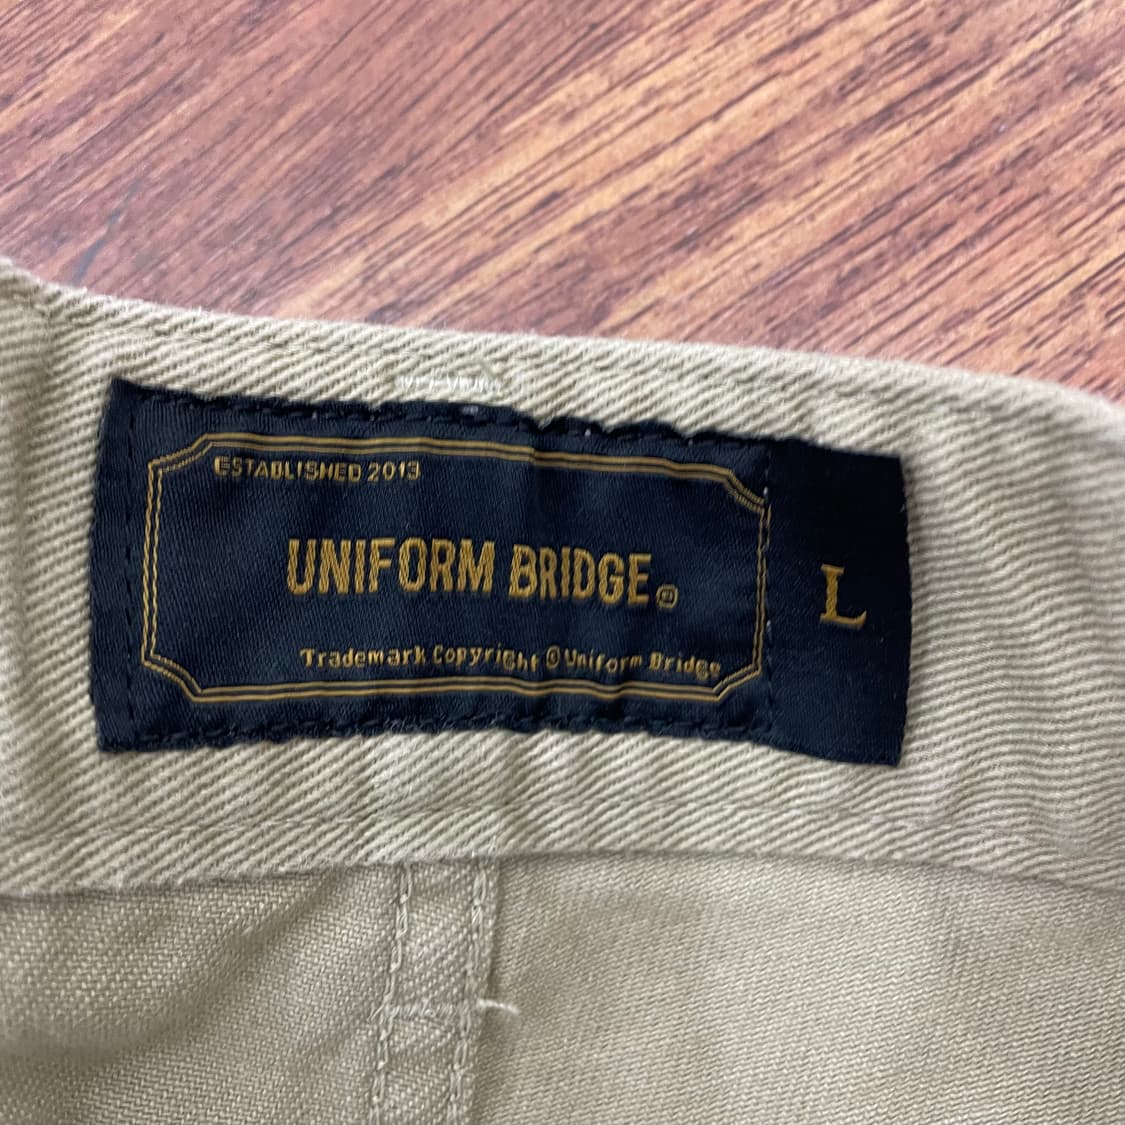 ESTABLISHED 2013
UNIFORM BRIDGE®
L
Trademark Copyright © Uniform Bridge